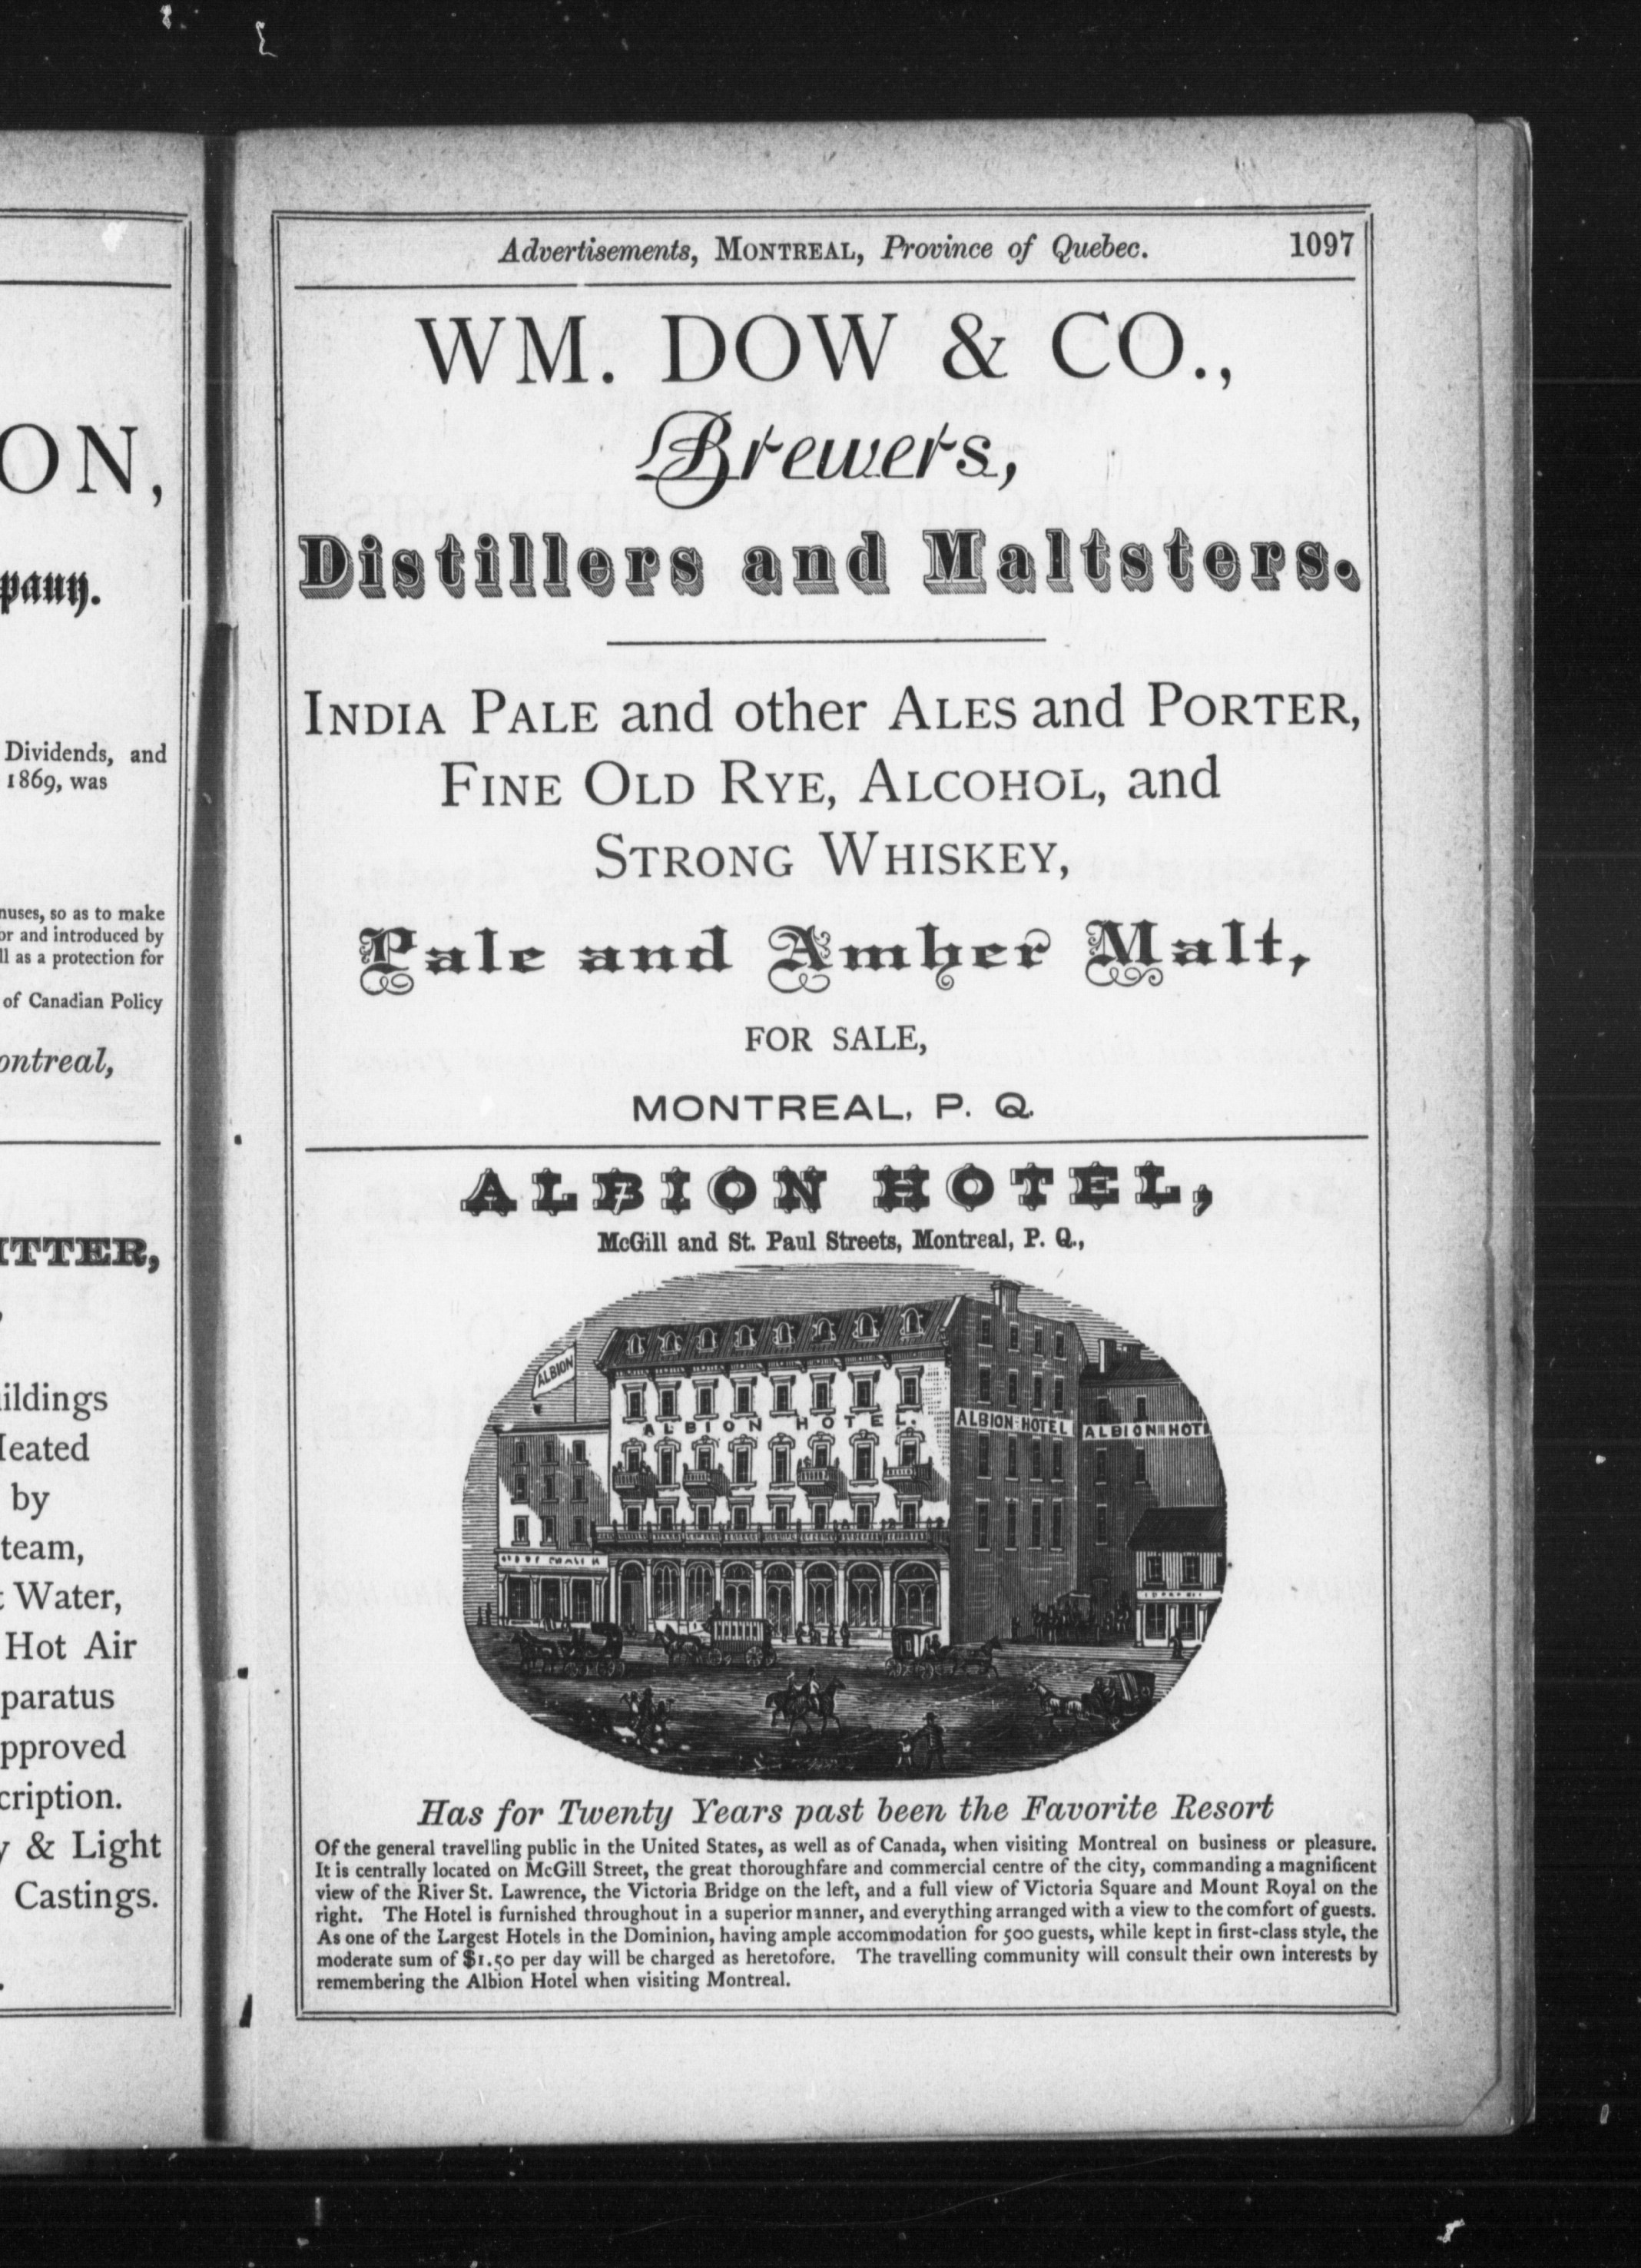 ON,
pany.
Dividends, and
1869, was
nuses, so as to make
or and introduced by
ll as a protection for
of Canadian Policy
ontreal,
ITTER,
ildings
Heated
by
team,
t Water,
Hot Air
paratus
pproved
cription.
y & Light
Castings.
Advertisements, MONTREAL, Province of Quebec. 1097
WM. DOW & CO.,
Brewers,
Distillers and Maltsters.
INDIA PALE and other ALES and PORTER,
FINE OLD RYE, ALCOHOL, and
STRONG WHISKEY,
Pale and Amber Malt,
FOR SALE,
MONTREAL, P. Q.
ALBION HOTEL,
McGill and St. Paul Streets, Montreal, P. Q.,
ALBION
ALBION HOTEL.
ALBION HOTEL
ALBION HOT
Has for Twenty Years past been the Favorite Resort
Of the general travelling public in the United States, as well as of Canada, when visiting Montreal on business or pleasure.
It is centrally located on McGill Street, the great thoroughfare and commercial centre of the city, commanding a magnificent
view of the River St. Lawrence, the Victoria Bridge on the left, and a full view of Victoria Square and Mount Royal on the
right. The Hotel is furnished throughout in a superior manner, and everything arranged with a view to the comfort of guests.
As one of the Largest Hotels in the Dominion, having ample accommodation for 500 guests, while kept in first-class style, the
moderate sum of $1.50 per day will be charged as heretofore. The travelling community will consult their own interests by
remembering the Albion Hotel when visiting Montreal.